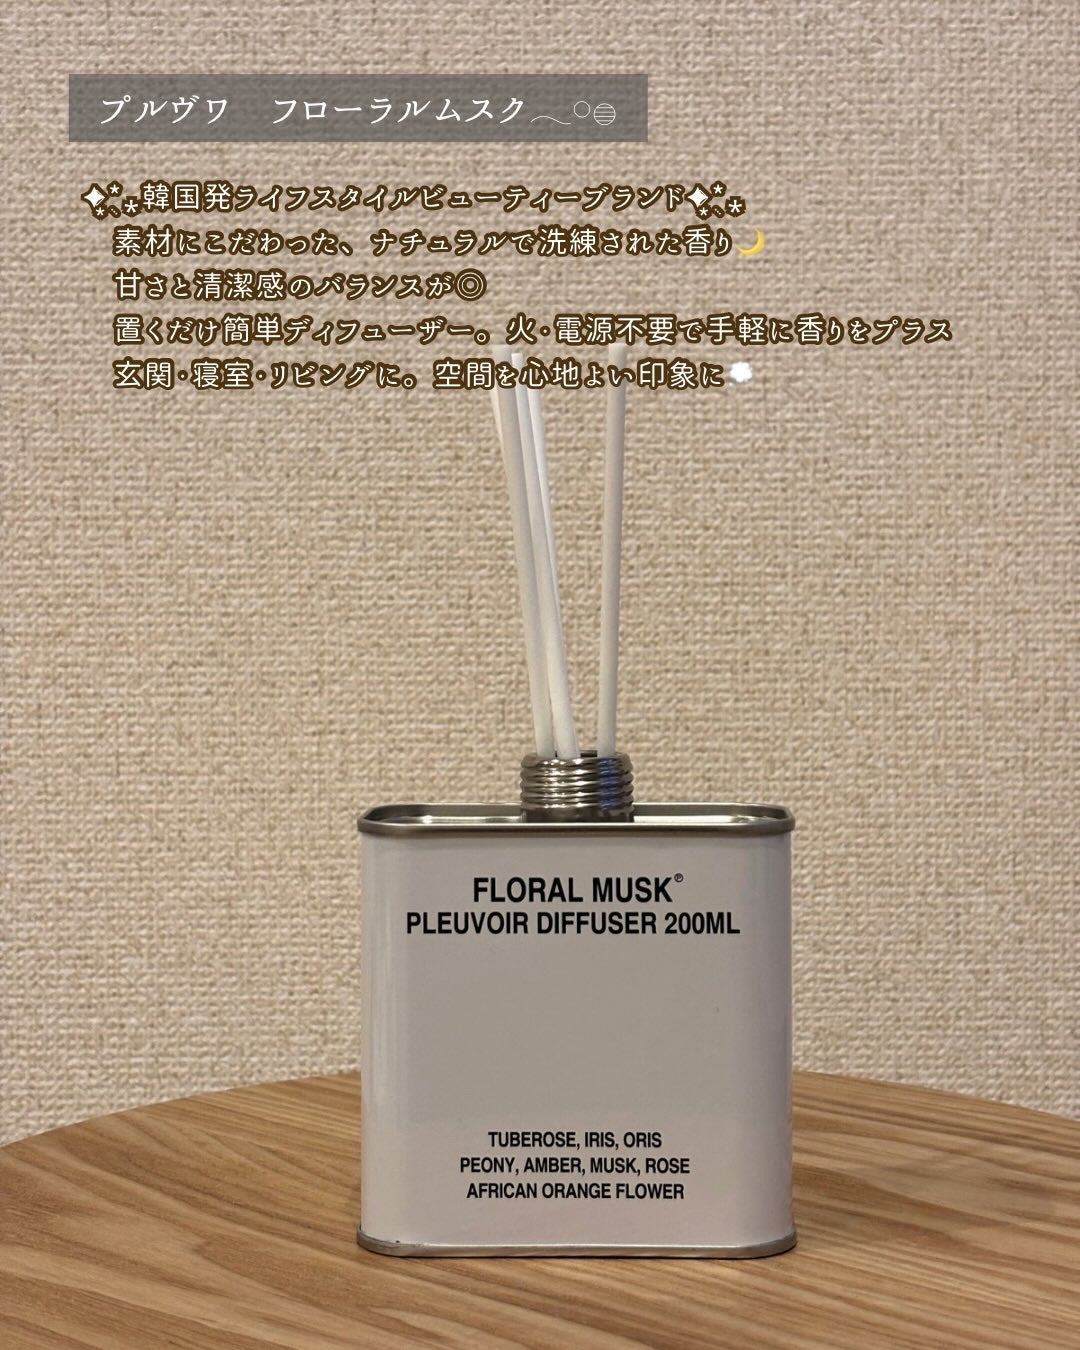 プルヴワ　フローラルムスク
韓国発ライフスタイルビューティーブランド
素材にこだわった、ナチュラルで洗練された香り🌙
甘さと清潔感のバランスが◎
置くだけ簡単ディフューザー。火・電源不要で手軽に香りをプラス
玄関・寝室・リビングに。空間を心地よい印象に💭
FLORAL MUSK℗
PLEUVOIR DIFFUSER 200ML
TUBEROSE, IRIS, ORIS
PEONY, AMBER, MUSK, ROSE
AFRICAN ORANGE FLOWER